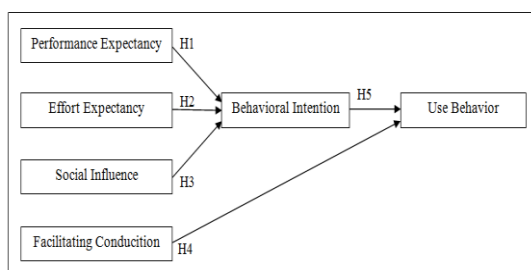 Performance Expectancy
H1
Effort Expectancy
H2
Behavioral Intention
H5
Use Behavior
Social Influence
H3
Facilitating Conducition
H4